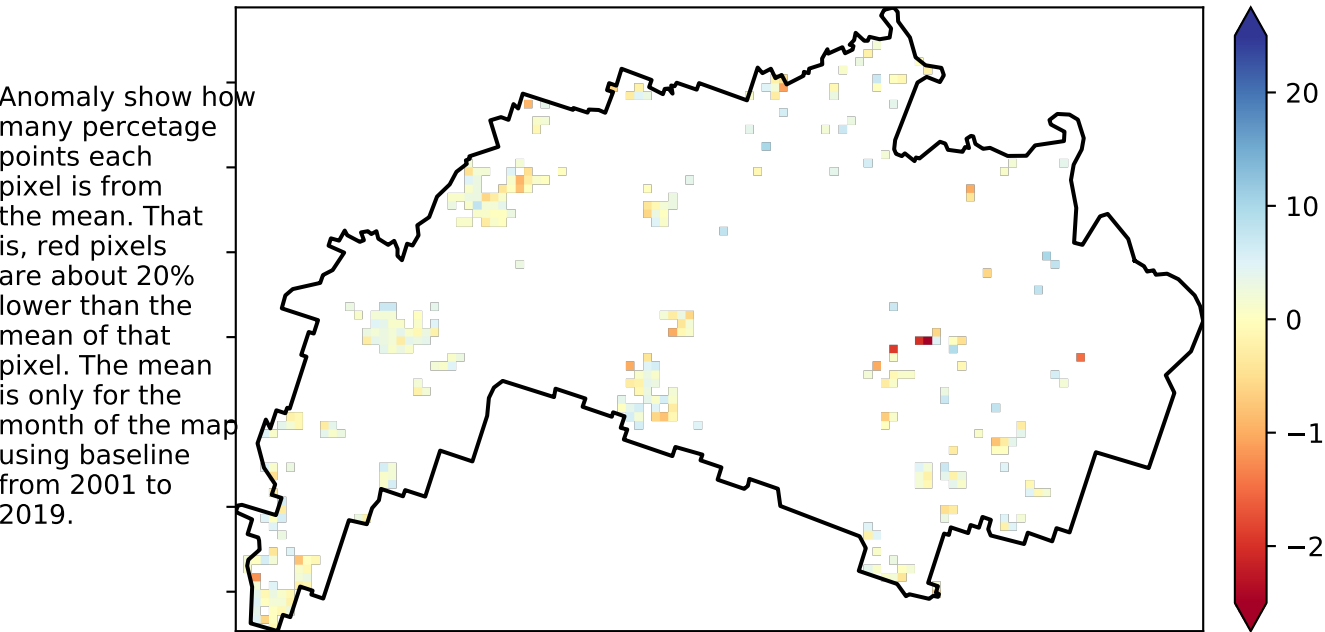 Anomaly show how
many percetage
points each
pixel is from
the mean. That
is, red pixels
are about 20%
lower than the
mean of that
pixel. The mean
is only for the
month of the map
using baseline
from 2001 to
2019.
20
10
0
−1
−2